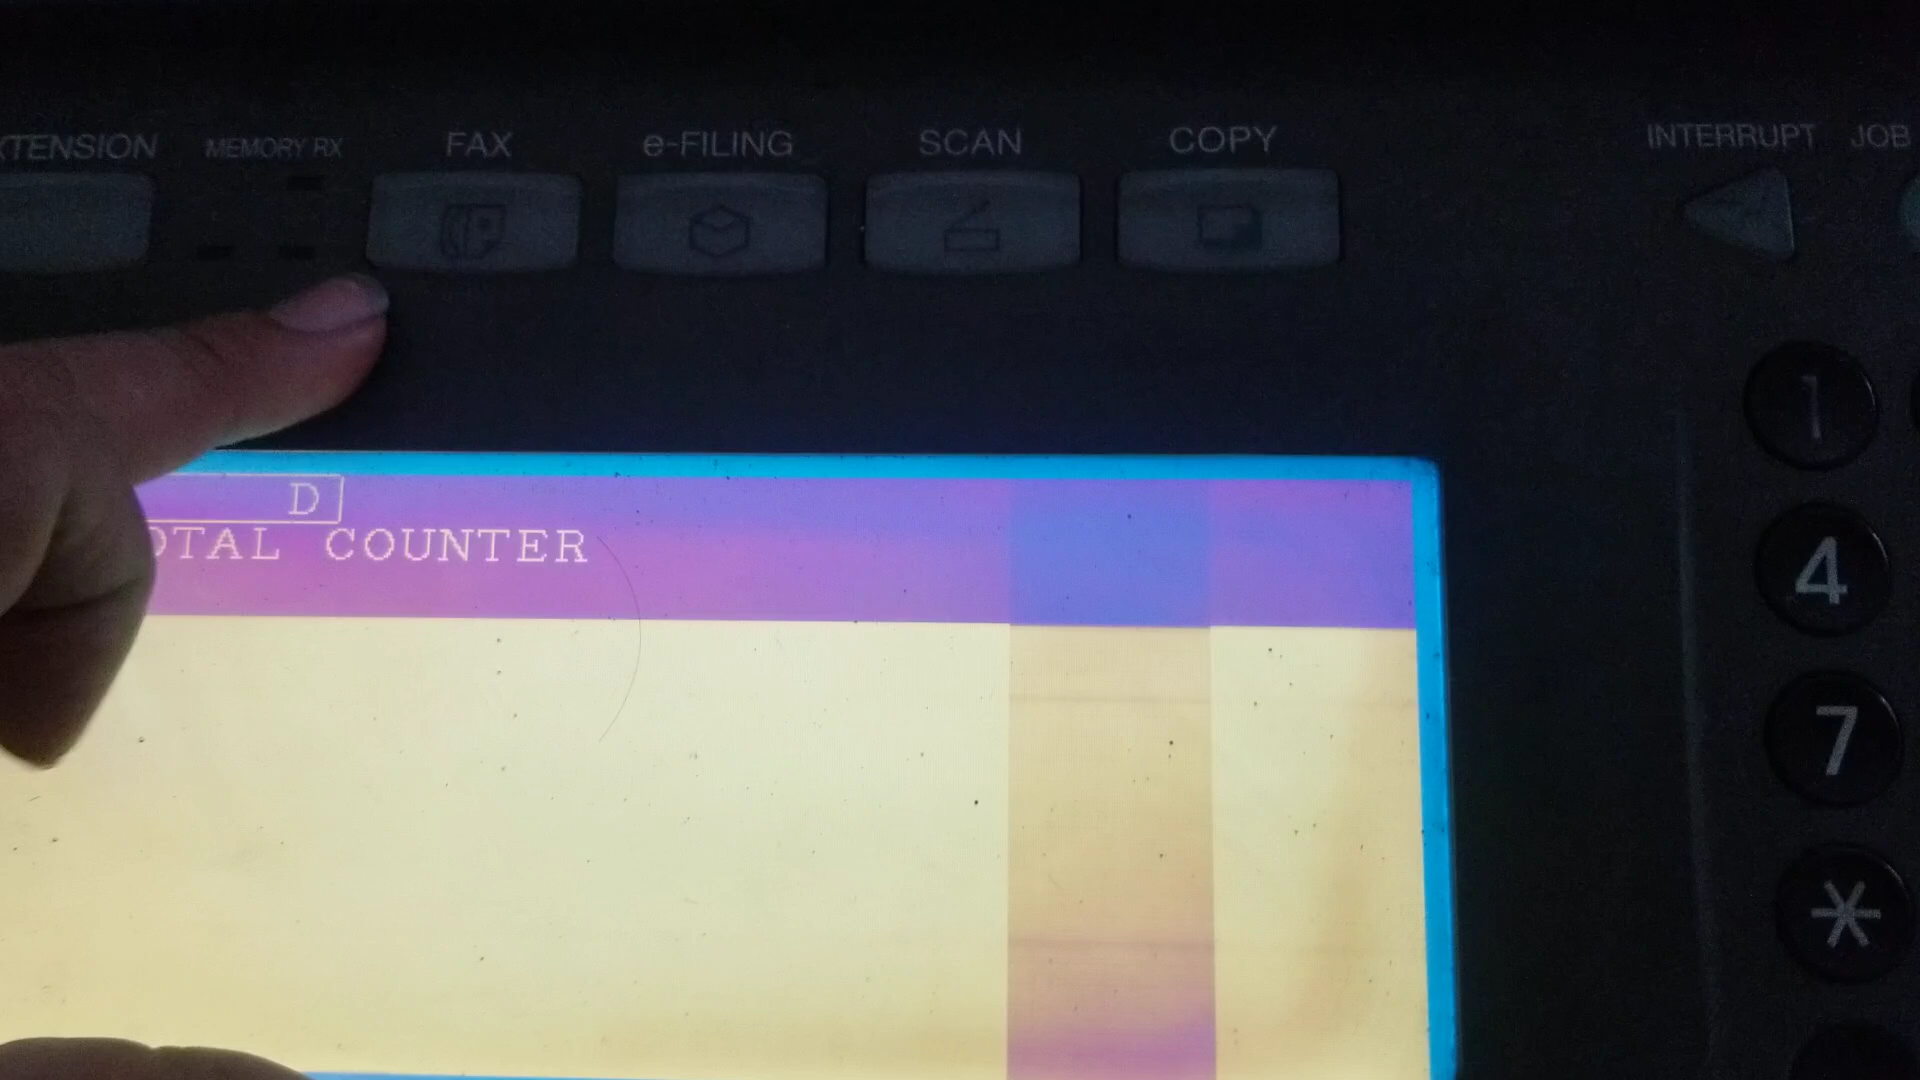 XTENSION MEMORY RX FAX e-FILING SCAN COPY INTERRUPT JOB
1
D
OTAL COUNTER
4
7
*